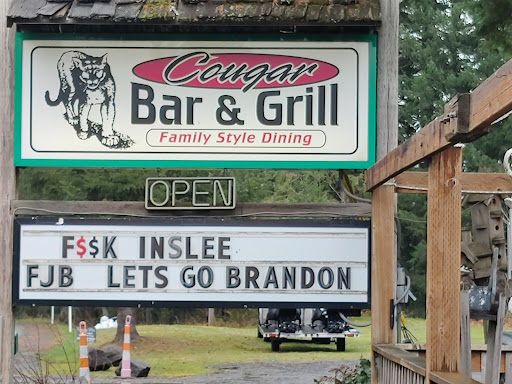 Cougar
Bar & Grill
Family Style Dining
OPEN
F$$K INSLEE
FJB LETS GO BRANDON